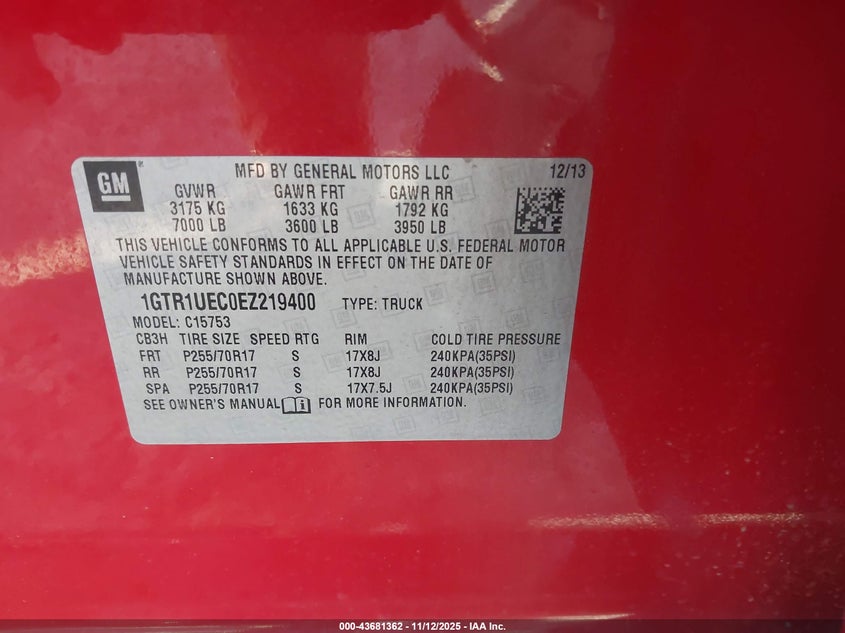 GM
MFD BY GENERAL MOTORS LLC 12/13
GVWR GAWR FRT GAWR RR
3175 KG 1633 KG 1792 KG
7000 LB 3600 LB 3950 LB
THIS VEHICLE CONFORMS TO ALL APPLICABLE U.S. FEDERAL MOTOR
VEHICLE SAFETY STANDARDS IN EFFECT ON THE DATE OF
MANUFACTURE SHOWN ABOVE.
1GTR1UEC0EZ219400 TYPE: TRUCK
MODEL: C15753
CB3H TIRE SIZE SPEED RTG RIM COLD TIRE PRESSURE
FRT P255/70R17 S 17X8J 240KPA(35PSI)
RR P255/70R17 S 17X8J 240KPA(35PSI)
SPA P255/70R17 S 17X7.5J 240KPA(35PSI)
SEE OWNER'S MANUAL FOR MORE INFORMATION.
000-43681362 - 11/12/2025 - IAA Inc.